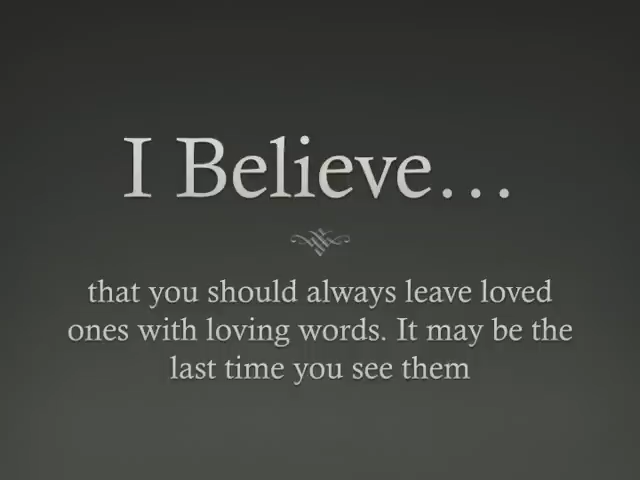 I Believe…
that you should always leave loved
ones with loving words. It may be the
last time you see them